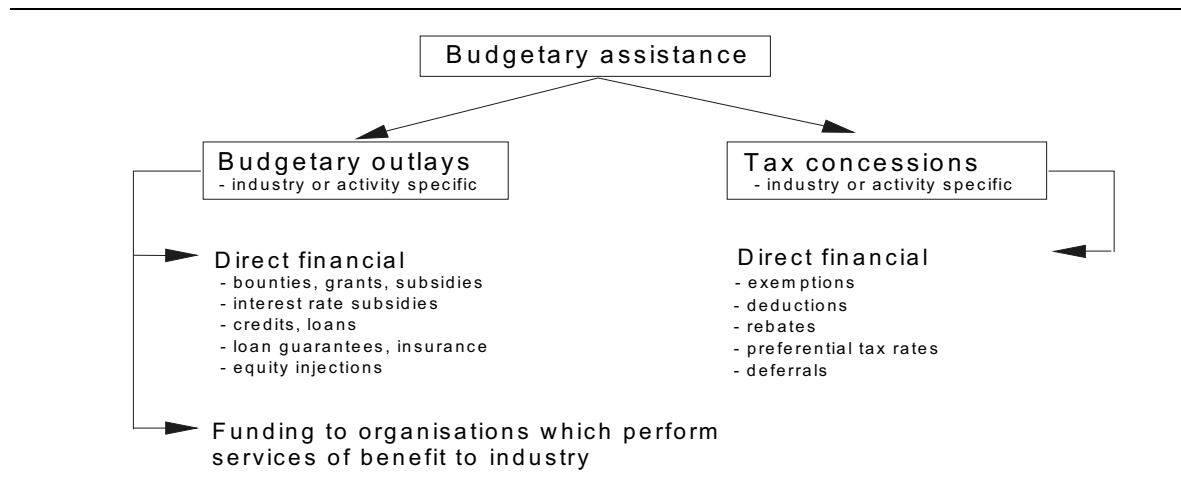 Budgetary assistance
Budgetary outlays
- industry or activity specific
Tax concessions
- industry or activity specific
Direct financial
- bounties, grants, subsidies
- interest rate subsidies
- credits, loans
- loan guarantees, insurance
- equity injections
Direct financial
- exemptions
- deductions
- rebates
- preferential tax rates
- deferrals
Funding to organisations which perform
services of benefit to industry